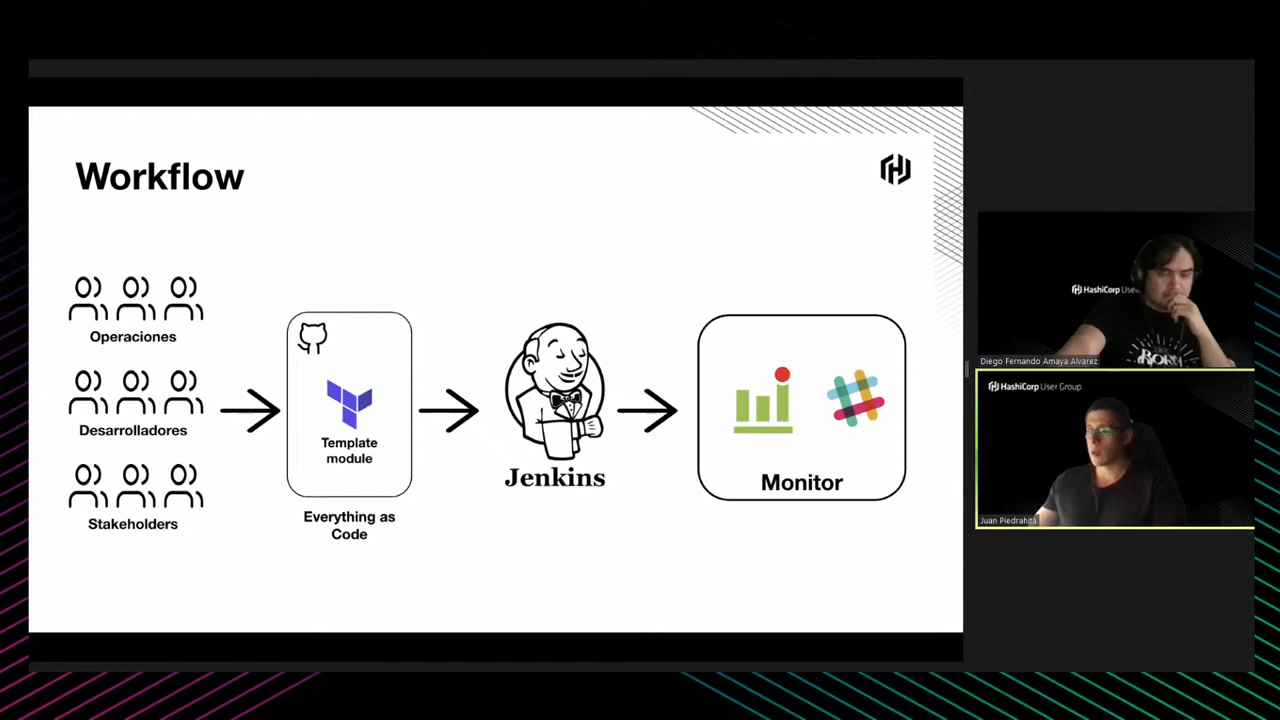 Workflow
Operaciones
Desarrolladores
Stakeholders
Template
module
Everything as
Code
Jenkins
Monitor
HashiCorp Use
Diego Fernando Amaya Alvarez
HashiCorp User Group
Juan Piedrahita